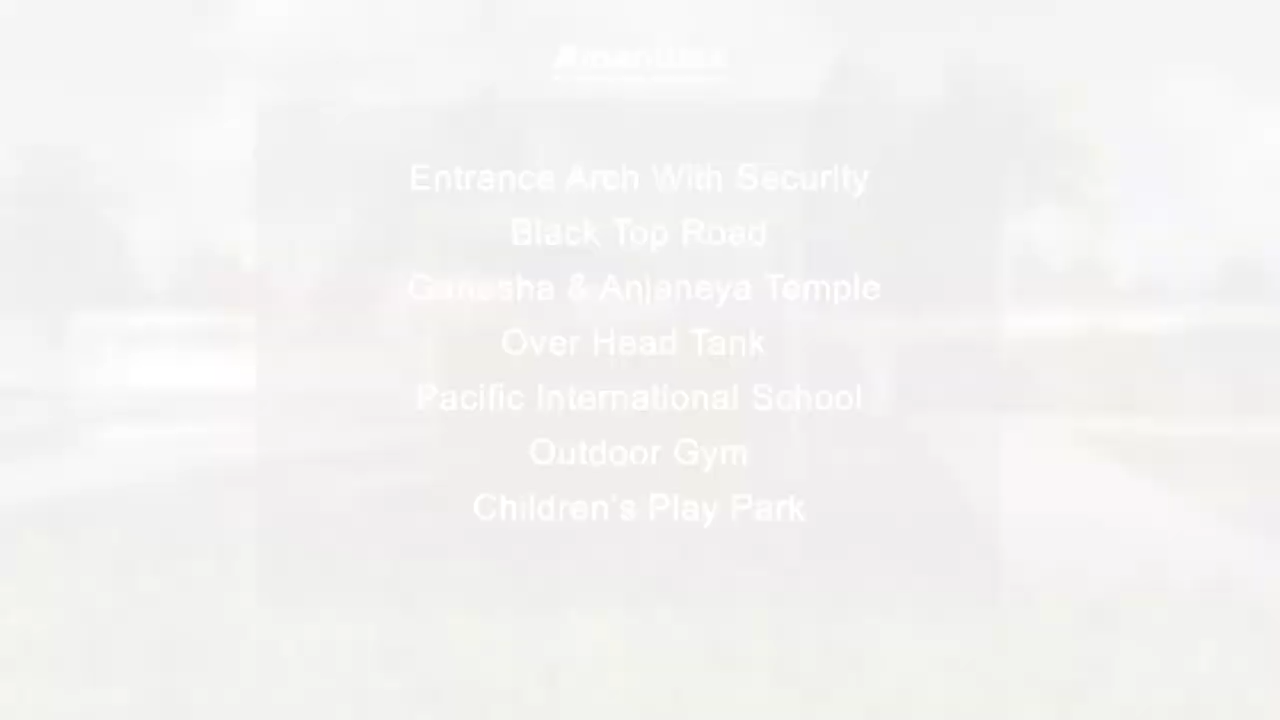 Amenities
Entrance Arch With Security
Black Top Road
Ganesha & Anjaneya Temple
Over Head Tank
Pacific International School
Outdoor Gym
Children's Play Park